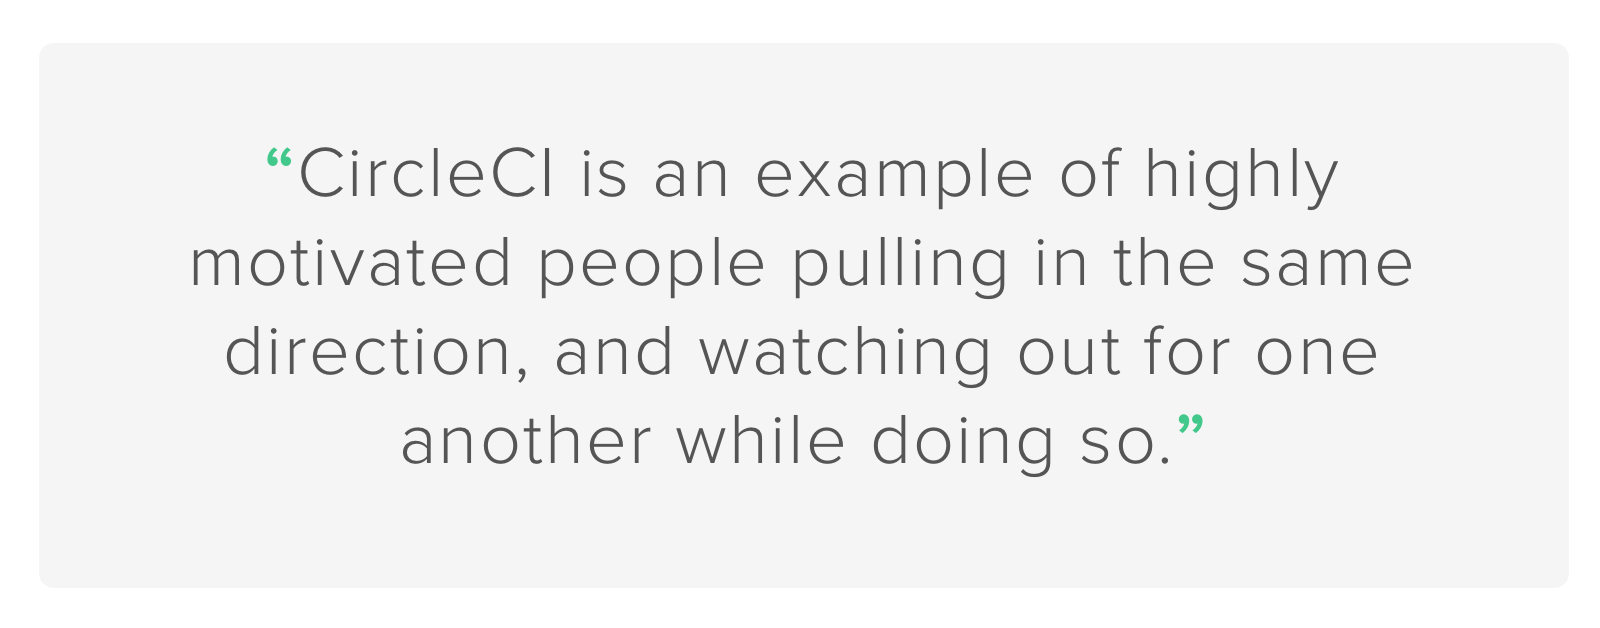 “CircleCI is an example of highly
motivated people pulling in the same
direction, and watching out for one
another while doing so.”